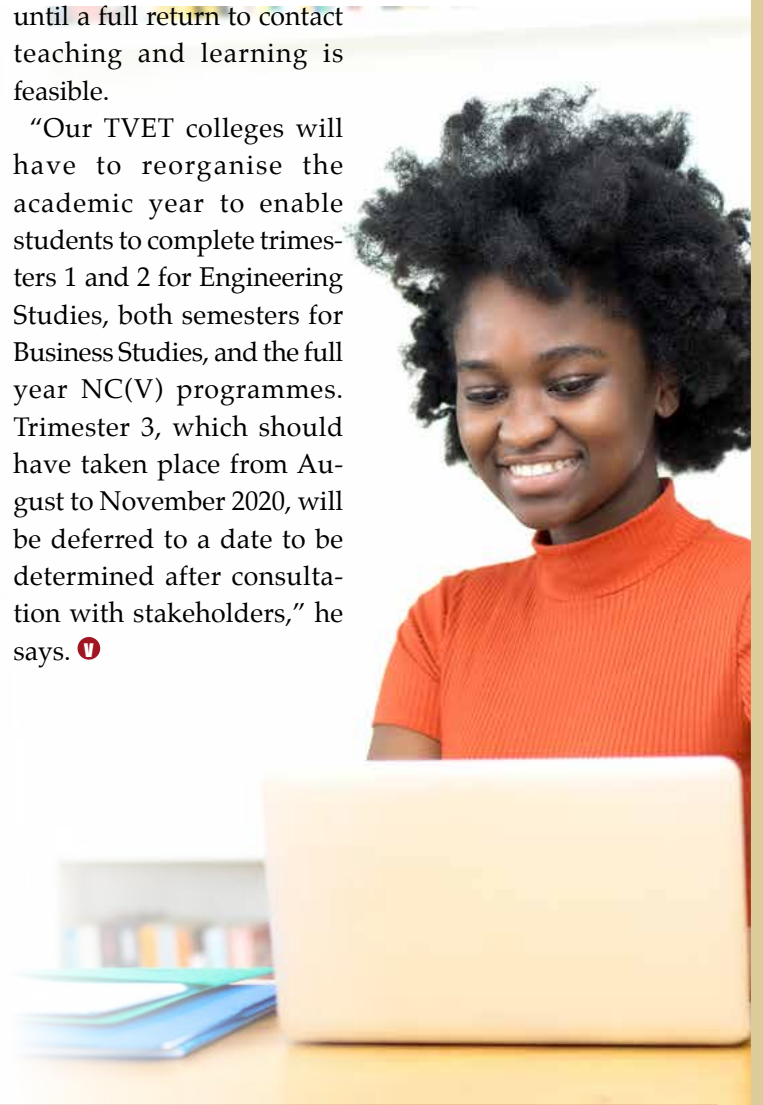 until a full return to contact
teaching and learning is
feasible.
“Our TVET colleges will
have to reorganise the
academic year to enable
students to complete trimes-
ters 1 and 2 for Engineering
Studies, both semesters for
Business Studies, and the full
year NC(V) programmes.
Trimester 3, which should
have taken place from Au-
gust to November 2020, will
be deferred to a date to be
determined after consulta-
tion with stakeholders,” he
says. V